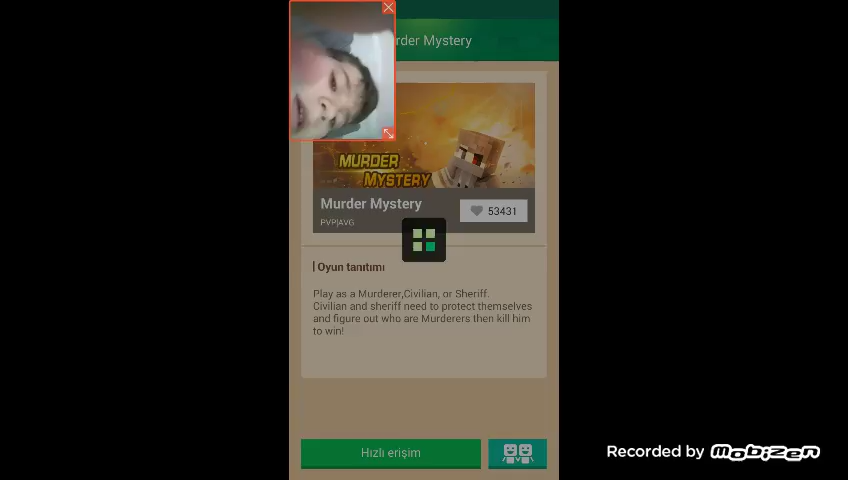 rder Mystery
MURDER
MYSTERY
Murder Mystery
53431
PVP|AVG
Oyun tanıtımı
Play as a Murderer,Civilian, or Sheriff.
Civilian and sheriff need to protect themselves
and figure out who are Murderers then kill him
to win!
Hızlı erişim
Recorded by mobizen